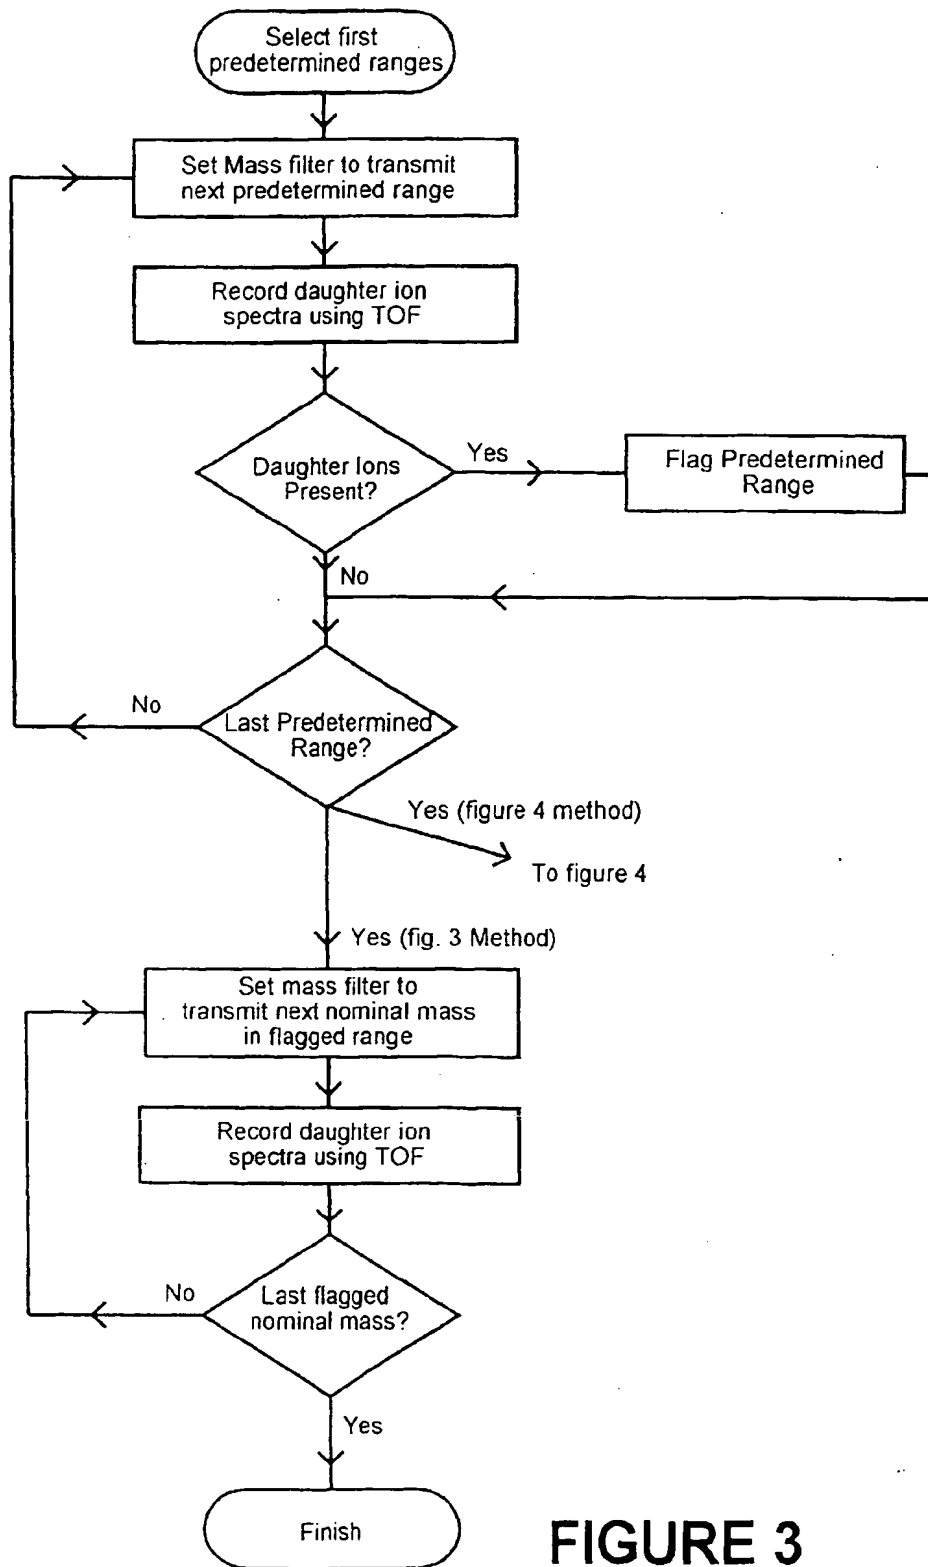 Select first
predetermined ranges
Set Mass filter to transmit
next predetermined range
Record daughter ion
spectra using TOF
Daughter Ions
Present?
Yes
Flag Predetermined
Range
No
Last Predetermined
Range?
No
Yes (figure 4 method)
To figure 4
Yes (fig. 3 Method)
Set mass filter to
transmit next nominal mass
in flagged range
Record daughter ion
spectra using TOF
Last flagged
nominal mass?
No
Yes
Finish
FIGURE 3